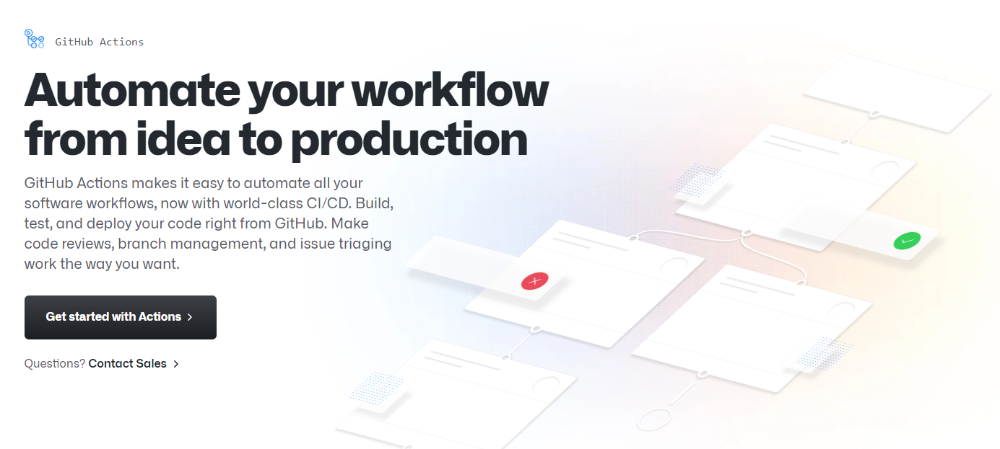 GitHub Actions
Automate your workflow
from idea to production
GitHub Actions makes it easy to automate all your
software workflows, now with world-class CI/CD. Build,
test, and deploy your code right from GitHub. Make
code reviews, branch management, and issue triaging
work the way you want.
Get started with Actions
Questions? Contact Sales